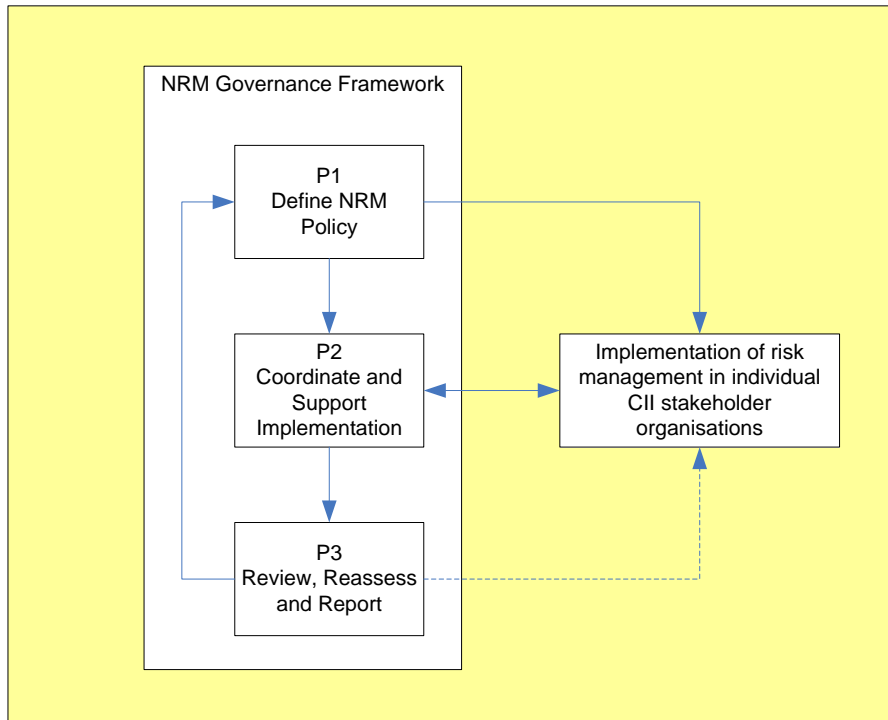 NRM Governance Framework
P1
Define NRM
Policy
P2
Coordinate and
Support
Implementation
Implementation of risk
management in individual
CII stakeholder
organisations
P3
Review, Reassess
and Report